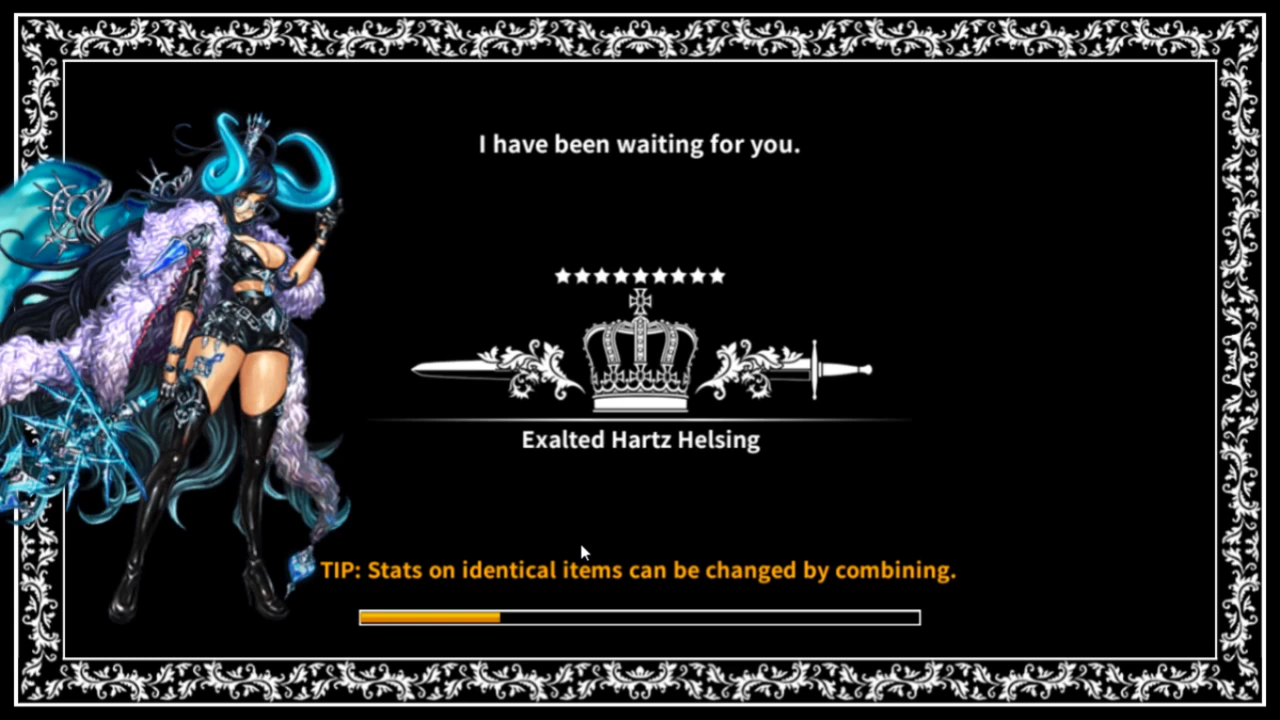 I have been waiting for you.
Exalted Hartz Helsing
TIP: Stats on identical items can be changed by combining.